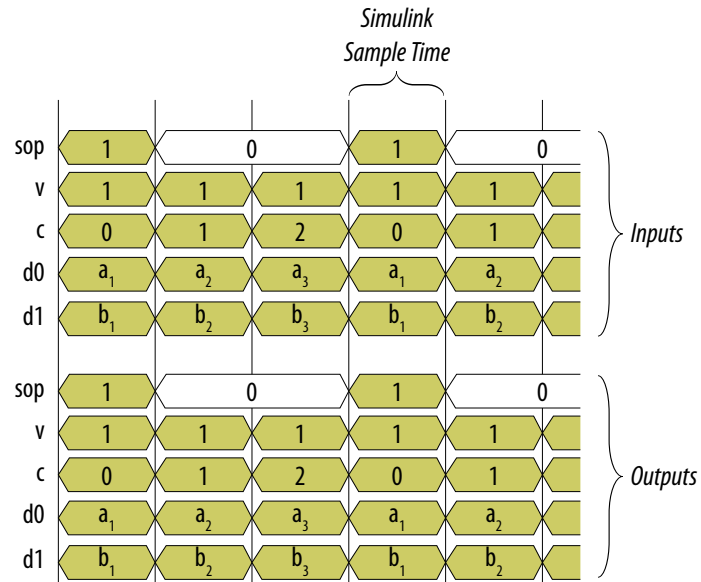 Simulink
Sample Time
sop 1 0 1 0
v 1 1 1 1 1
c 0 1 2 0 1
Inputs
d0 a₁ a₂ a₃ a₁ a₂
d1 b₁ b₂ b₃ b₁ b₂
sop 1 0 1 0
v 1 1 1 1 1
c 0 1 2 0 1
Outputs
d0 a₁ a₂ a₃ a₁ a₂
d1 b₁ b₂ b₃ b₁ b₂